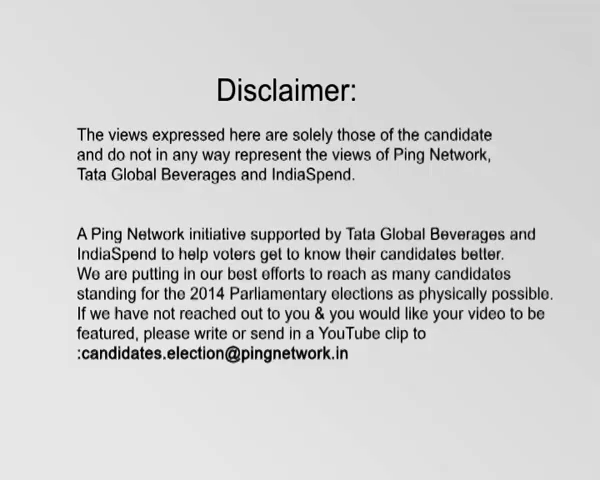 Disclaimer:
The views expressed here are solely those of the candidate
and do not in any way represent the views of Ping Network,
Tata Global Beverages and IndiaSpend.
A Ping Network initiative supported by Tata Global Beverages and
IndiaSpend to help voters get to know their candidates better.
We are putting in our best efforts to reach as many candidates
standing for the 2014 Parliamentary elections as physically possible.
If we have not reached out to you & you would like your video to be
featured, please write or send in a YouTube clip to
:candidates.election@pingnetwork.in